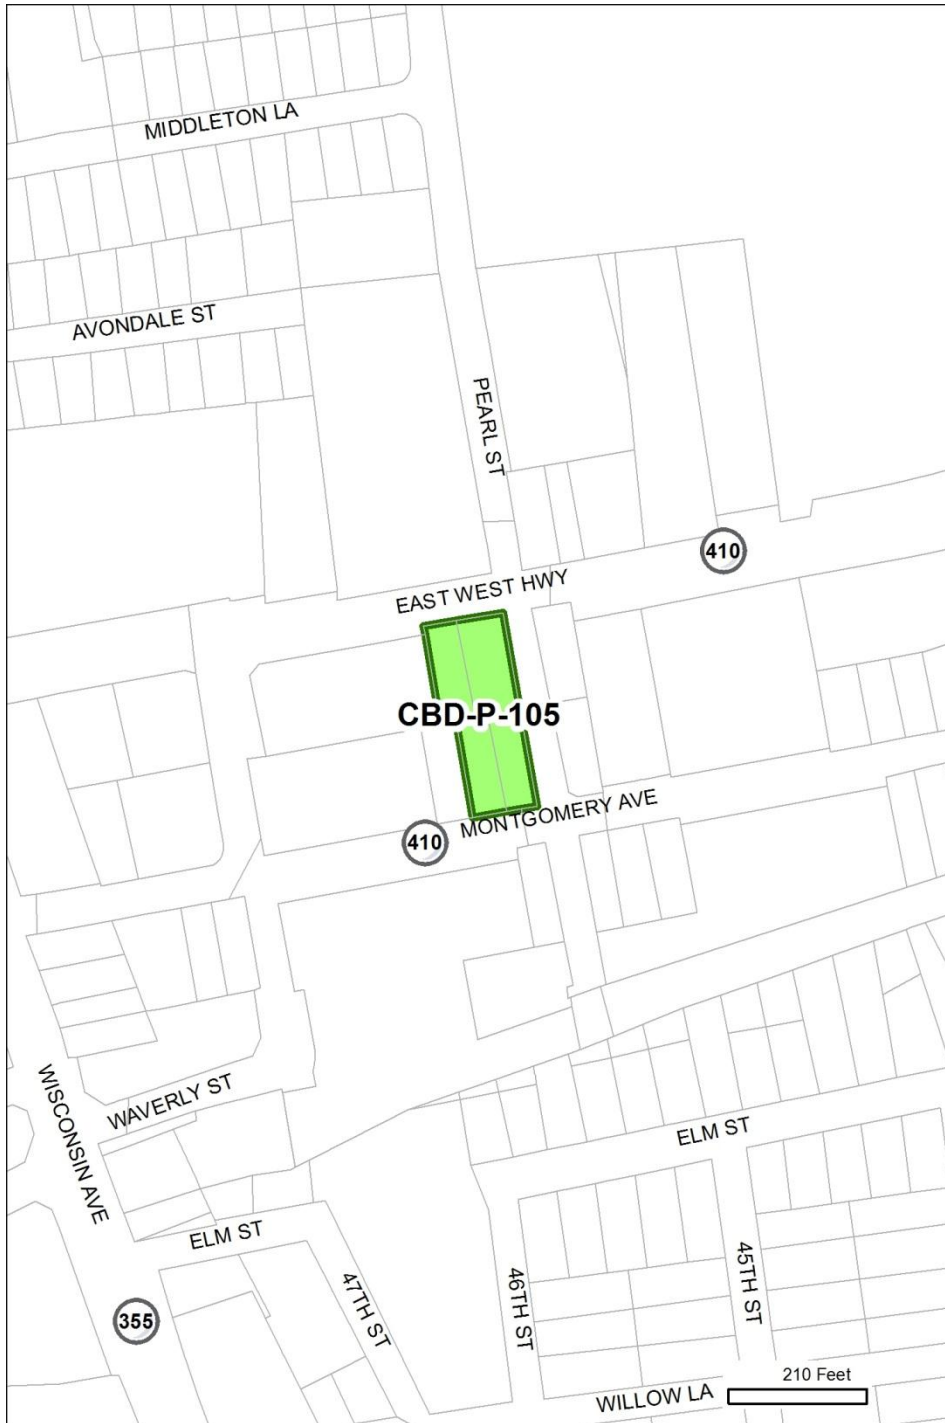 MIDDLETON LA
AVONDALE ST
PEARL ST
410
EAST WEST HWY
CBD-P-105
MONTGOMERY AVE
410
WISCONSIN AVE
WAVERLY ST
ELM ST
ELM ST
47TH ST
46TH ST
45TH ST
355
210 Feet
WILLOW LA